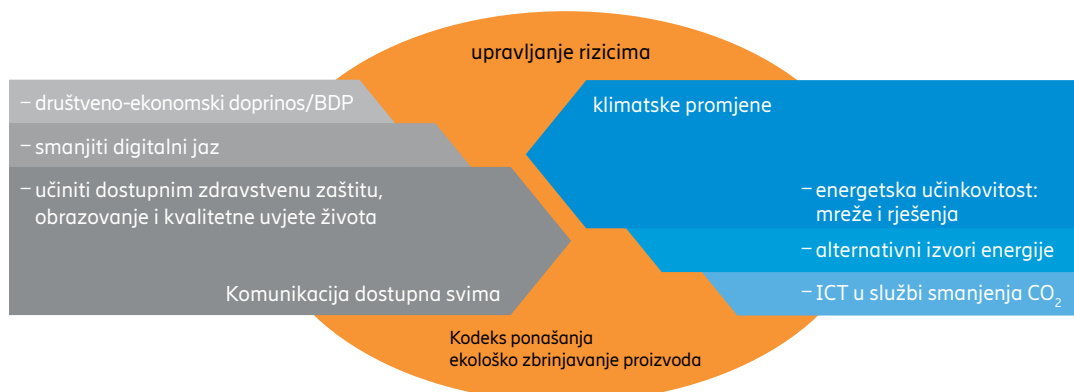 upravljanje rizicima
– društveno-ekonomski doprinos/BDP
– smanjiti digitalni jaz
– učiniti dostupnim zdravstvenu zaštitu,
obrazovanje i kvalitetne uvjete života
Komunikacija dostupna svima
klimatske promjene
– energetska učinkovitost:
mreže i rješenja
– alternativni izvori energije
– ICT u službi smanjenja CO₂
Kodeks ponašanja
ekološko zbrinjavanje proizvoda